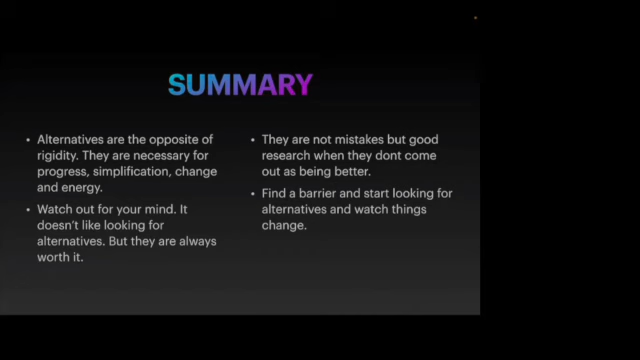 SUMMARY
• Alternatives are the opposite of
rigidity. They are necessary for
progress, simplification, change
and energy.
• Watch out for your mind. It
doesn't like looking for
alternatives. But they are always
worth it.
• They are not mistakes but good
research when they dont come
out as being better.
• Find a barrier and start looking for
alternatives and watch things
change.